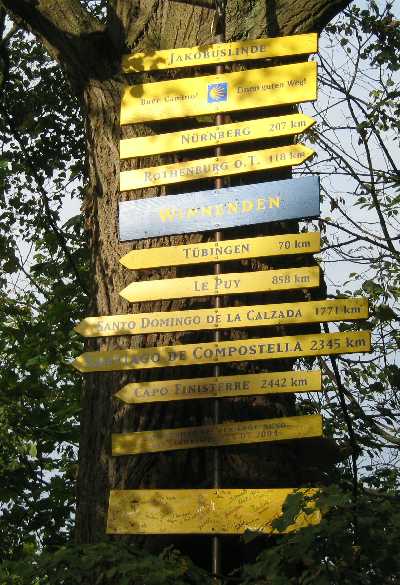 JAKOBUSLINDE
Buen Camino! Einen guten Weg!
NÜRNBERG 207 km
ROTHENBURG O.T. 118 km
WINNENDEN
TÜBINGEN 70 km
LE PUY 858 km
SANTO DOMINGO DE LA CALZADA 1771 km
SANTIAGO DE COMPOSTELLA 2345 km
CAPO FINISTERRE 2442 km